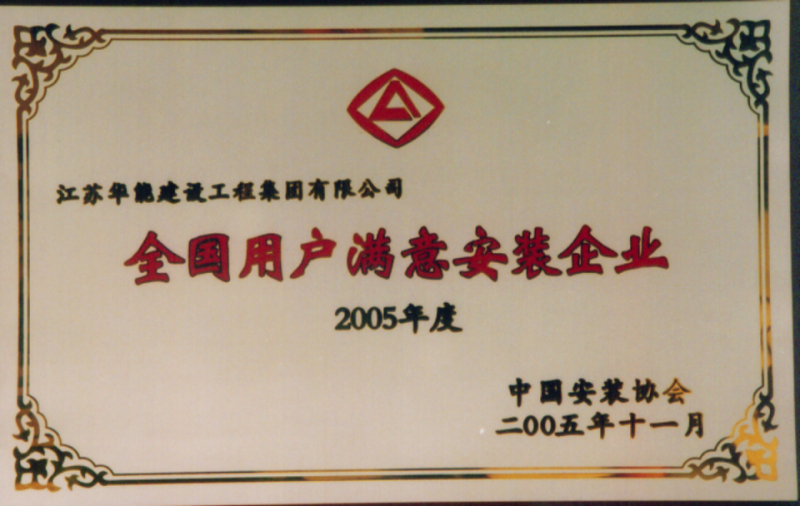 江苏华能建设工程集团有限公司
全国用户满意安装企业
2005年度
中国安装协会
二00五年十一月